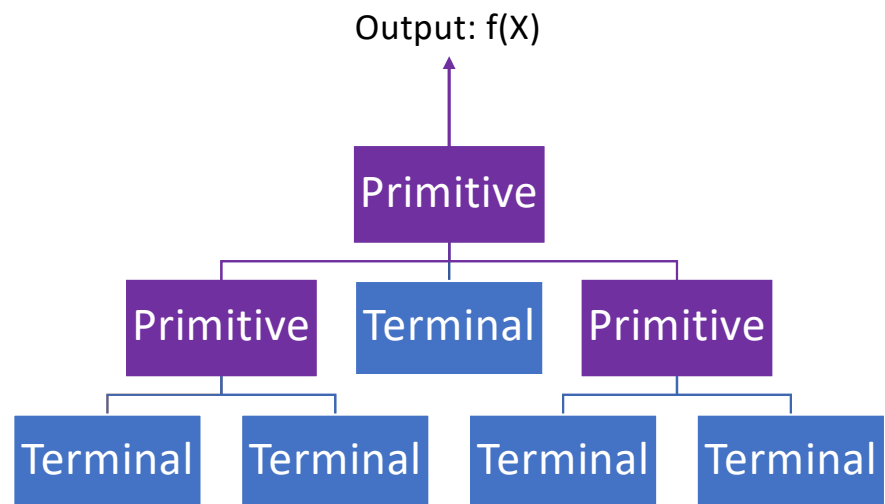 Output: f(X)
Primitive
Primitive
Terminal
Primitive
Terminal
Terminal
Terminal
Terminal